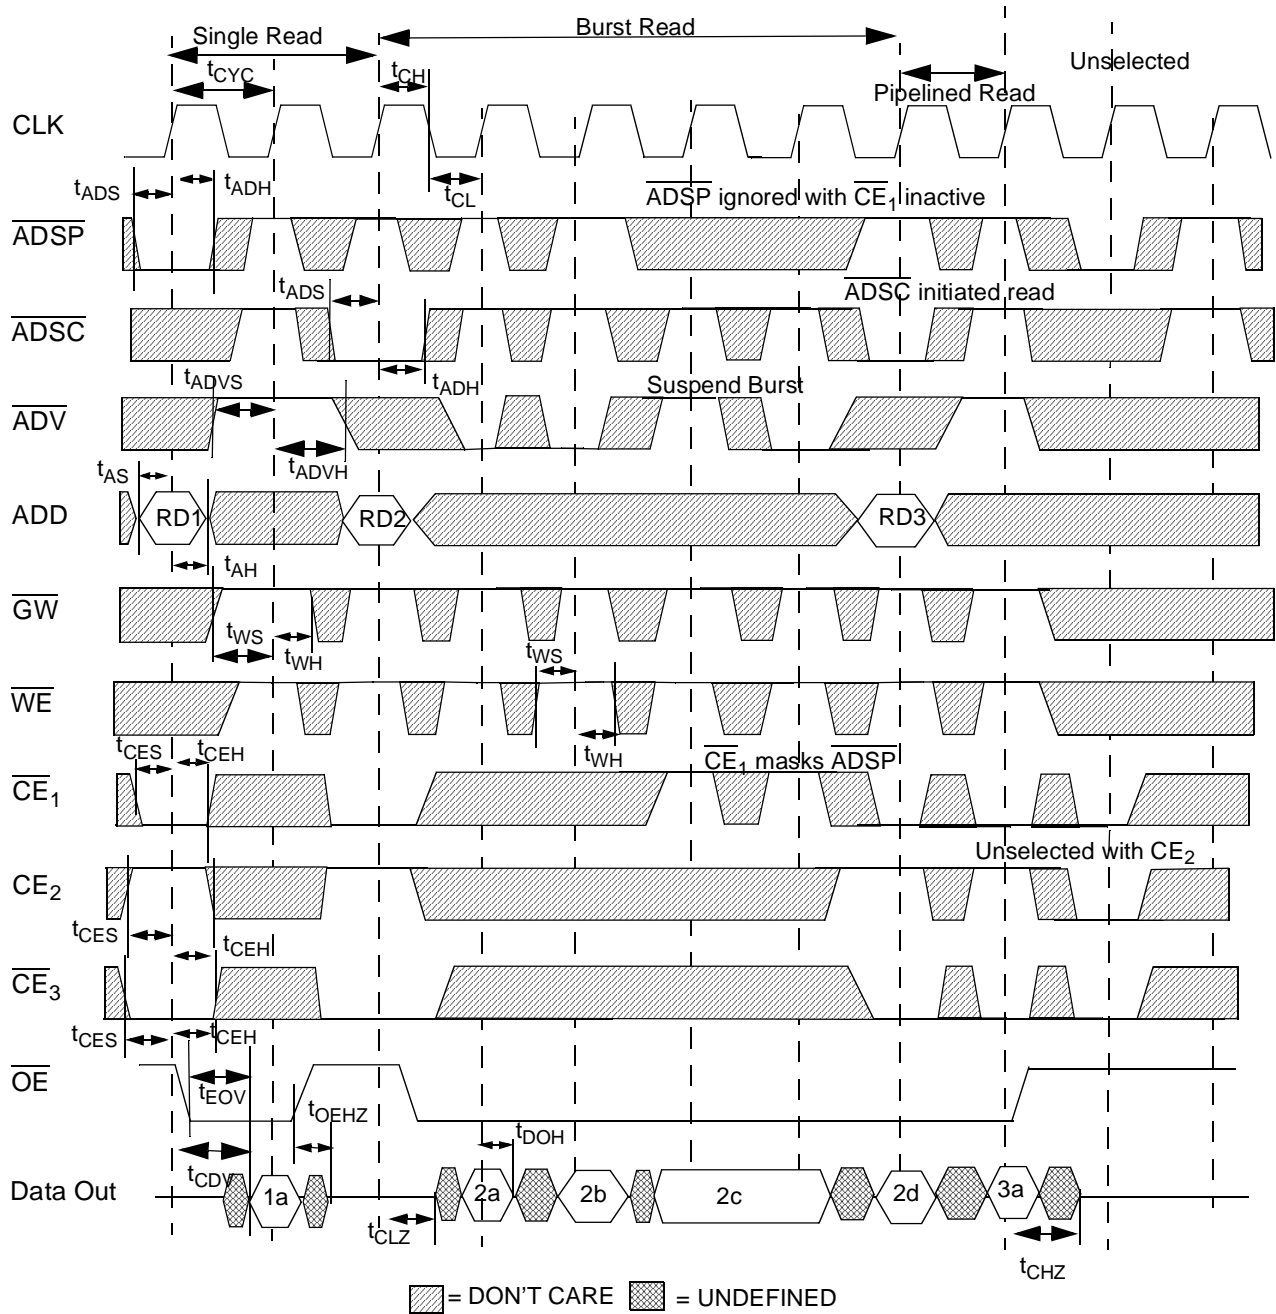 Single Read
Burst Read
Unselected
tCYC
tCH
Pipelined Read
CLK
tADS
tADH
tCL
ADSP ignored with CE1 inactive
ADSP
tADS
ADSC initiated read
ADSC
tADVS
tADH
Suspend Burst
ADV
tAS
tADVH
ADD
RD1
RD2
RD3
tAH
GW
tWS
tWH
tWS
WE
tCES
tCEH
tWH
CE1 masks ADSP
CE1
Unselected with CE2
CE2
tCES
tCEH
CE3
tCES
tCEH
OE
tEOV
tOEHZ
tDOH
tCDV
Data Out
1a
2a
2b
2c
2d
3a
tCLZ
tCHZ
= DON'T CARE
= UNDEFINED